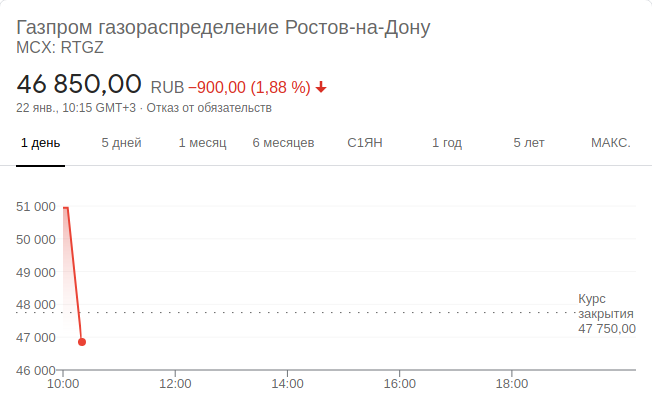 Газпром газораспределение Ростов-на-Дону
MCX: RTGZ
46 850,00 RUB −900,00 (1,88 %)
22 янв., 10:15 GMT+3 · Отказ от обязательств
1 день 5 дней 1 месяц 6 месяцев С1ЯН 1 год 5 лет МАКС.
51 000
50 000
49 000
48 000
Курс
закрытия
47 750,00
47 000
46 000
10:00 12:00 14:00 16:00 18:00